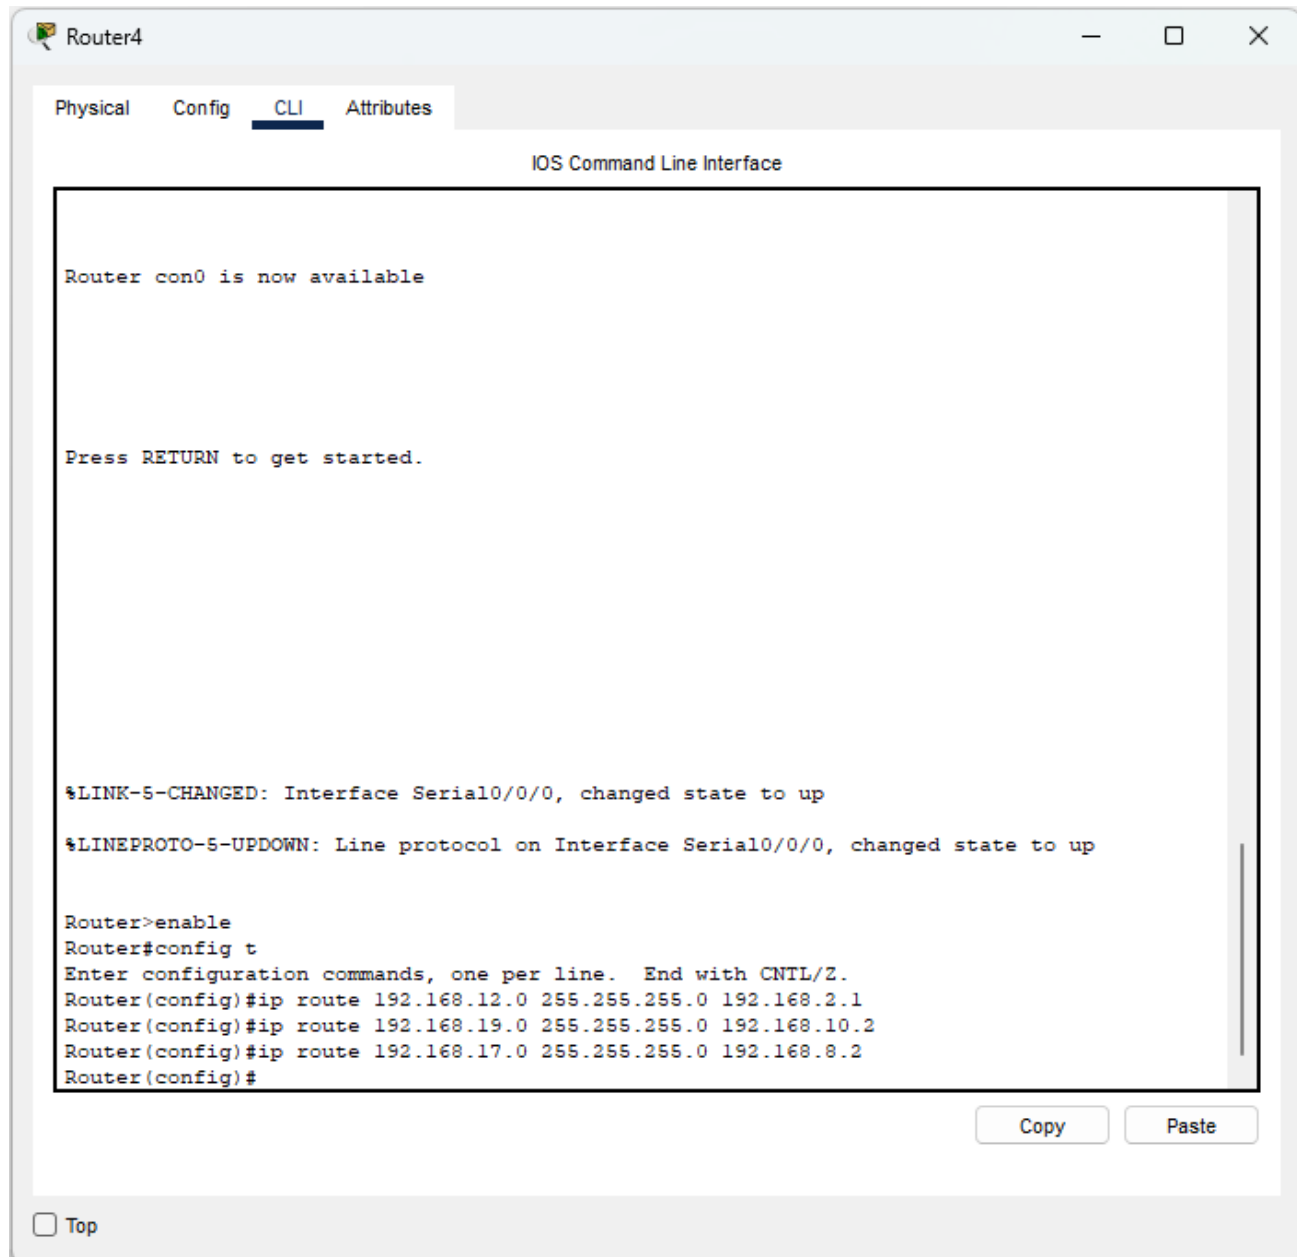 Router4
Physical Config CLI Attributes
IOS Command Line Interface
Router con0 is now available
Press RETURN to get started.
%LINK-5-CHANGED: Interface Serial0/0/0, changed state to up
%LINEPROTO-5-UPDOWN: Line protocol on Interface Serial0/0/0, changed state to up
Router>enable
Router#config t
Enter configuration commands, one per line.  End with CNTL/Z.
Router(config)#ip route 192.168.12.0 255.255.255.0 192.168.2.1
Router(config)#ip route 192.168.19.0 255.255.255.0 192.168.10.2
Router(config)#ip route 192.168.17.0 255.255.255.0 192.168.8.2
Router(config)#
Copy Paste
Top